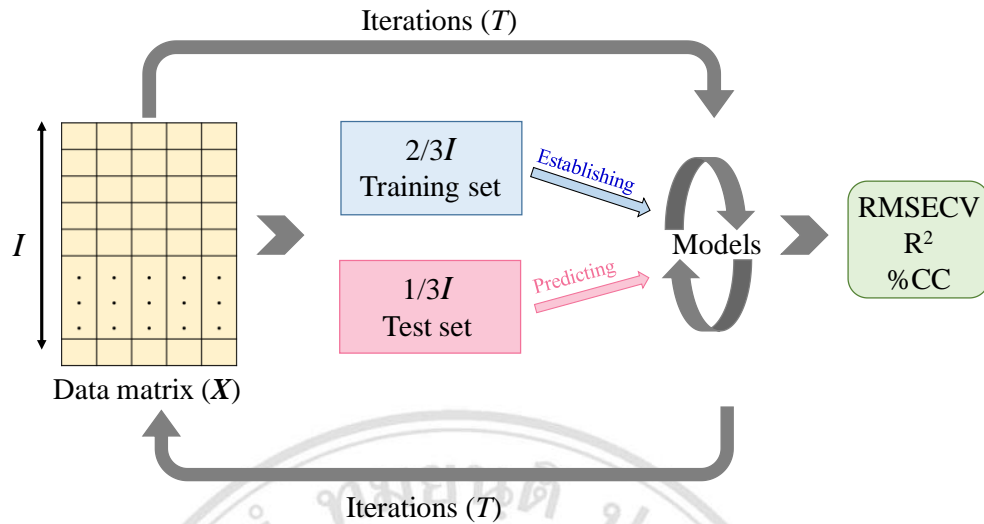 Iterations (T)
I
Data matrix (X)
2/3I
Training set
1/3I
Test set
Establishing
Predicting
Models
RMSECV
R²
%CC
Iterations (T)